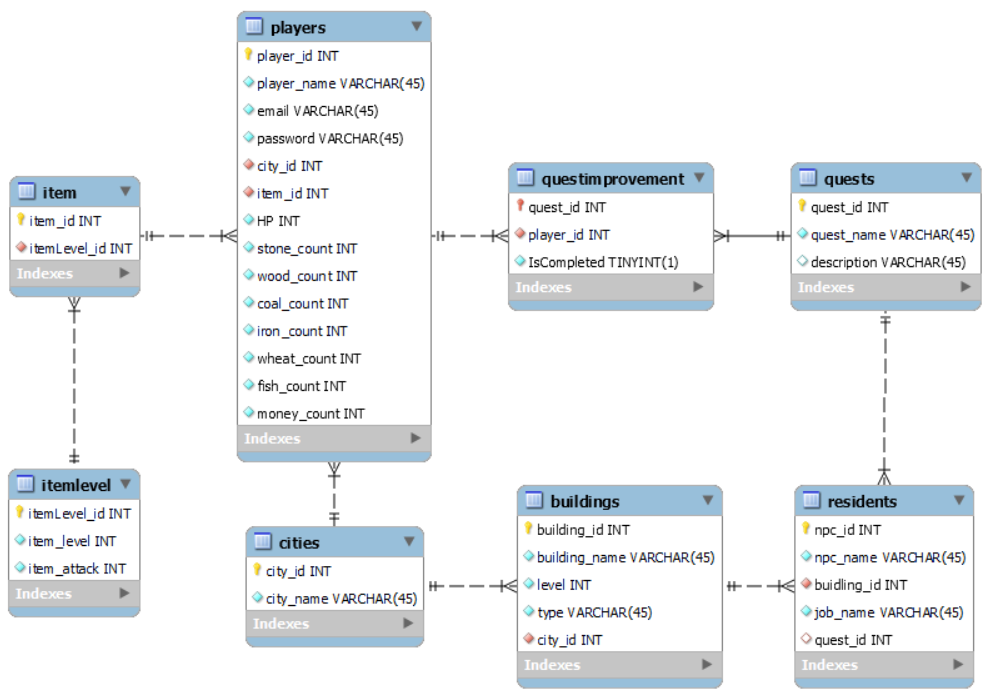 players
player_id INT
player_name VARCHAR(45)
email VARCHAR(45)
password VARCHAR(45)
city_id INT
item_id INT
HP INT
stone_count INT
wood_count INT
coal_count INT
iron_count INT
wheat_count INT
fish_count INT
money_count INT
Indexes
item
item_id INT
itemLevel_id INT
Indexes
questimprovement
quest_id INT
player_id INT
IsCompleted TINYINT(1)
Indexes
quests
quest_id INT
quest_name VARCHAR(45)
description VARCHAR(45)
Indexes
itemlevel
itemLevel_id INT
item_level INT
item_attack INT
Indexes
cities
city_id INT
city_name VARCHAR(45)
Indexes
buildings
building_id INT
building_name VARCHAR(45)
level INT
type VARCHAR(45)
city_id INT
Indexes
residents
npc_id INT
npc_name VARCHAR(45)
buidling_id INT
job_name VARCHAR(45)
quest_id INT
Indexes